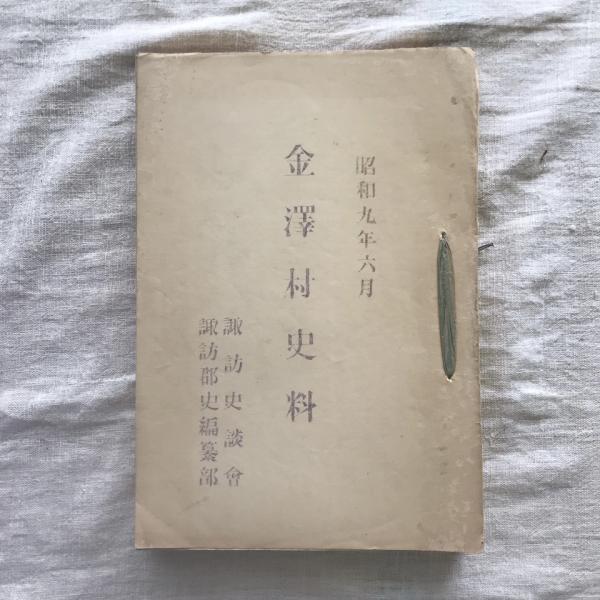 昭和九年六月
金澤村史料
諏訪史談會
諏訪郡史編纂部